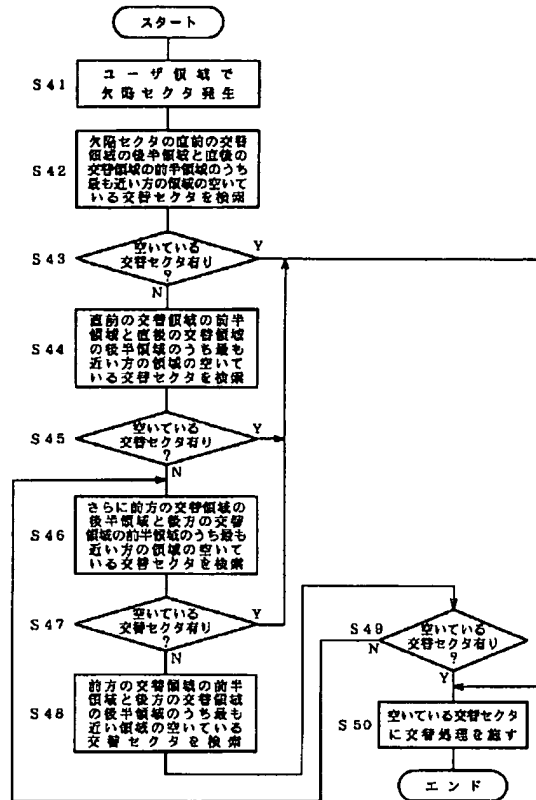 スタート
S41
ユーザ領域で
欠陥セクタ発生
S42
欠陥セクタの直前の交替
領域の後半領域と直後の
交替領域の前半領域のうち
最も近い方の領域の空いて
いる交替セクタを検索
S43
空いている
交替セクタ有り
?
Y
N
S44
直前の交替領域の前半
領域と直後の交替領域
の後半領域のうち最も
近い方の領域の空いて
いる交替セクタを検索
S45
空いている
交替セクタ有り
?
Y
N
S46
さらに前方の交替領域の
後半領域と後方の交替
領域の前半領域のうち最も
近い方の領域の空いて
いる交替セクタを検索
S47
空いている
交替セクタ有り
?
Y
N
S48
前方の交替領域の前半
領域と後方の交替領域
の後半領域のうち最も
近い領域の空いている
交替セクタを検索
S49
空いている
交替セクタ有り
?
N
Y
S50
空いている交替セクタ
に交替処理を施す
エンド